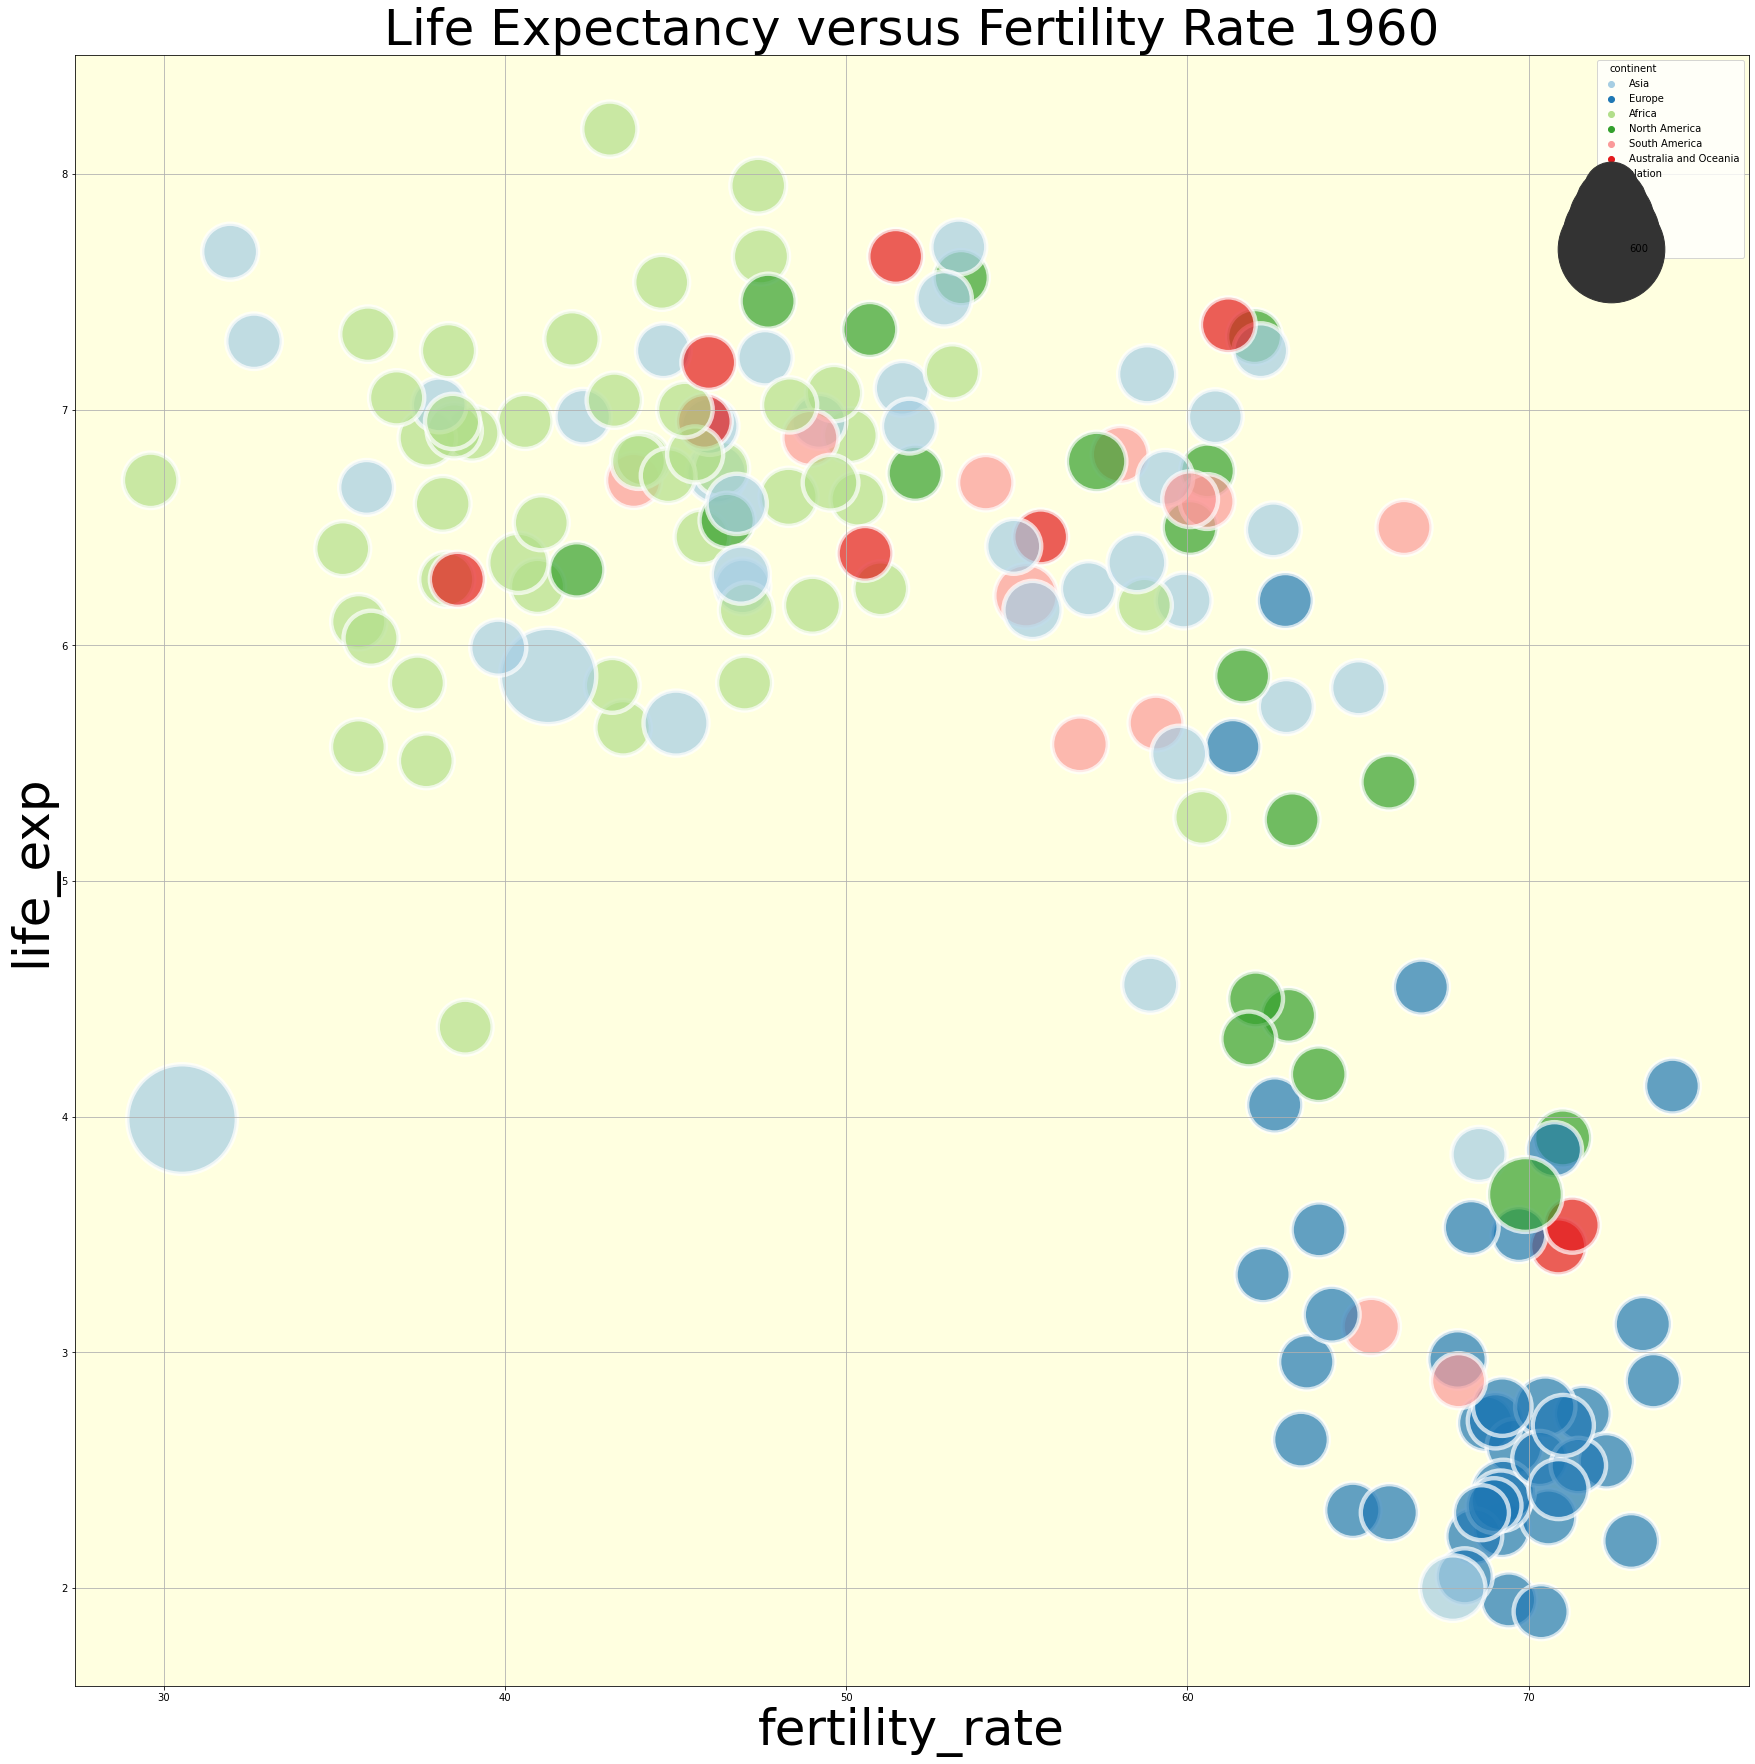 Life Expectancy versus Fertility Rate 1960
continent
Asia
Europe
Africa
North America
South America
Australia and Oceania
lation
600
8
7
6
5
4
3
2
life_exp
30
40
50
60
70
fertility_rate